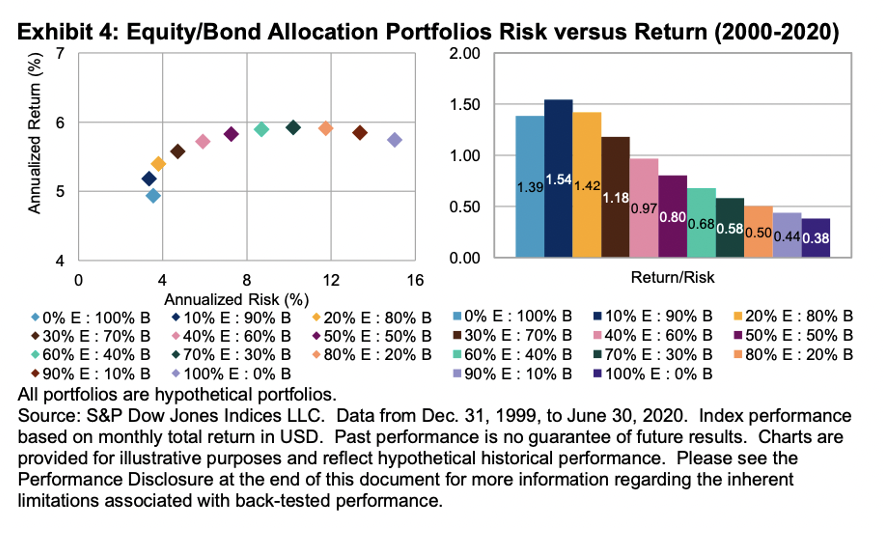 Exhibit 4: Equity/Bond Allocation Portfolios Risk versus Return (2000-2020)
Annualized Return (%)
7
6
5
4
0 4 8 12 16
Annualized Risk (%)
0% E : 100% B 10% E : 90% B 20% E : 80% B
30% E : 70% B 40% E : 60% B 50% E : 50% B
60% E : 40% B 70% E : 30% B 80% E : 20% B
90% E : 10% B 100% E : 0% B
2.00
1.50
1.00
0.50
0.00
1.39 1.54 1.42 1.18 0.97 0.80 0.68 0.58 0.50 0.44 0.38
Return/Risk
0% E : 100% B 10% E : 90% B 20% E : 80% B
30% E : 70% B 40% E : 60% B 50% E : 50% B
60% E : 40% B 70% E : 30% B 80% E : 20% B
90% E : 10% B 100% E : 0% B
All portfolios are hypothetical portfolios.
Source: S&P Dow Jones Indices LLC. Data from Dec. 31, 1999, to June 30, 2020. Index performance
based on monthly total return in USD. Past performance is no guarantee of future results. Charts are
provided for illustrative purposes and reflect hypothetical historical performance. Please see the
Performance Disclosure at the end of this document for more information regarding the inherent
limitations associated with back-tested performance.